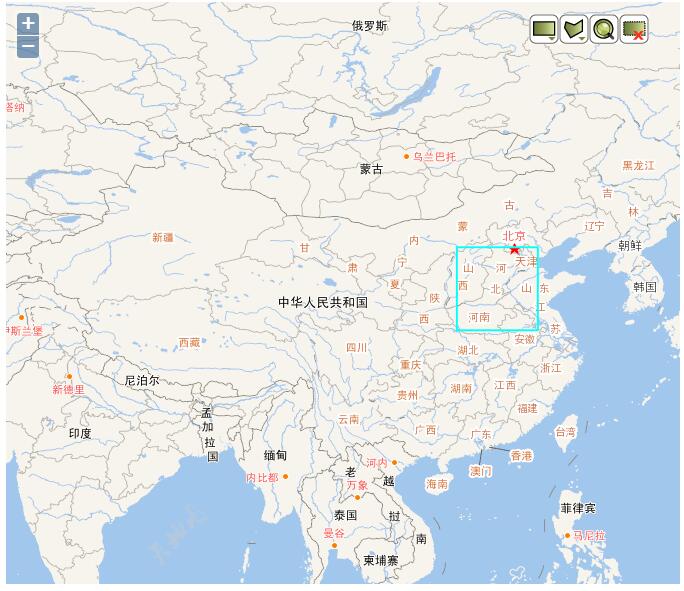 +
−
俄罗斯
塔纳
乌兰巴托
蒙古
黑龙江
吉
林
古
辽宁
蒙
北京
内
朝鲜
新疆
甘
肃
宁
夏
山
西
河
北
天津
山
东
韩国
中华人民共和国
陕
西
河南
江
苏
伊斯兰堡
西藏
四川
湖北
安徽
重庆
浙江
新德里
尼泊尔
湖南
江西
贵州
福建
孟
加
拉
国
云南
广西
广东
台湾
印度
缅甸
河内
香港
澳门
老
挝
内比都
万象
越
南
海南
泰国
菲律宾
曼谷
马尼拉
柬埔寨